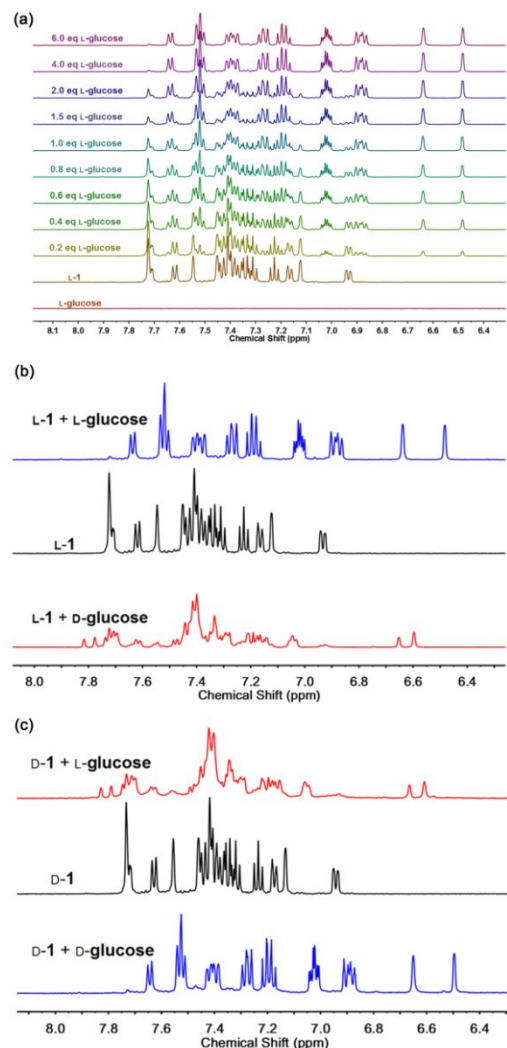 (a)
6.0 eq L-glucose
4.0 eq L-glucose
2.0 eq L-glucose
1.5 eq L-glucose
1.0 eq L-glucose
0.8 eq L-glucose
0.6 eq L-glucose
0.4 eq L-glucose
0.2 eq L-glucose
L-1
L-glucose
8.1 8.0 7.9 7.8 7.7 7.6 7.5 7.4 7.3 7.2 7.1 7.0 6.9 6.8 6.7 6.6 6.5 6.4
Chemical Shift (ppm)
(b)
L-1 + L-glucose
L-1
L-1 + D-glucose
8.0 7.8 7.6 7.4 7.2 7.0 6.8 6.6 6.4
Chemical Shift (ppm)
(c)
D-1 + L-glucose
D-1
D-1 + D-glucose
8.0 7.8 7.6 7.4 7.2 7.0 6.8 6.6 6.4
Chemical Shift (ppm)